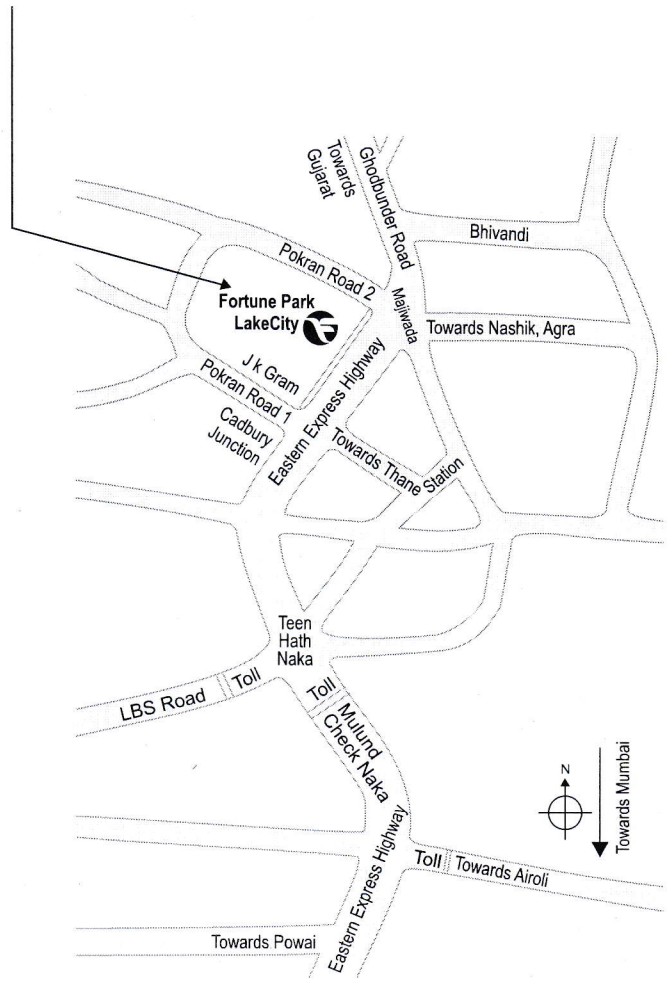 Towards
Gujarat
Ghodbunder Road
Bhivandi
Pokran Road 2
Fortune Park
LakeCity
Majiwada
Towards Nashik, Agra
J k Gram
Pokran Road 1
Cadbury
Junction
Eastern Express Highway
Towards Thane Station
Teen
Hath
Naka
LBS Road
Toll
Toll
Mulund
Check Naka
N
Towards Mumbai
Eastern Express Highway
Toll
Towards Airoli
Towards Powai